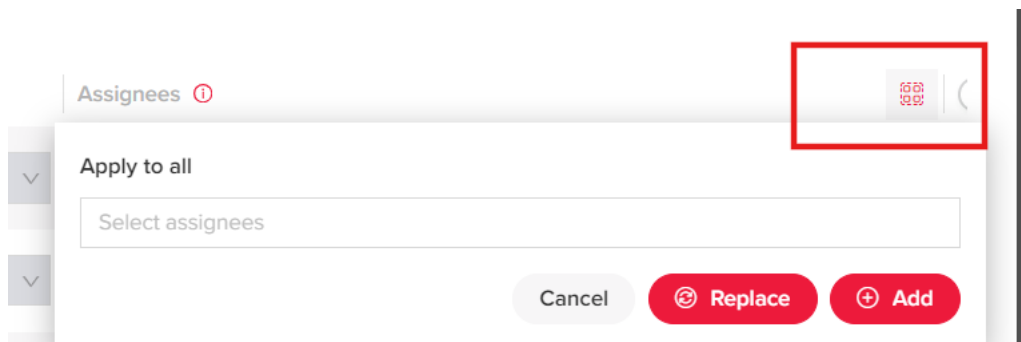 Assignees
Apply to all
Select assignees
Cancel
Replace
Add